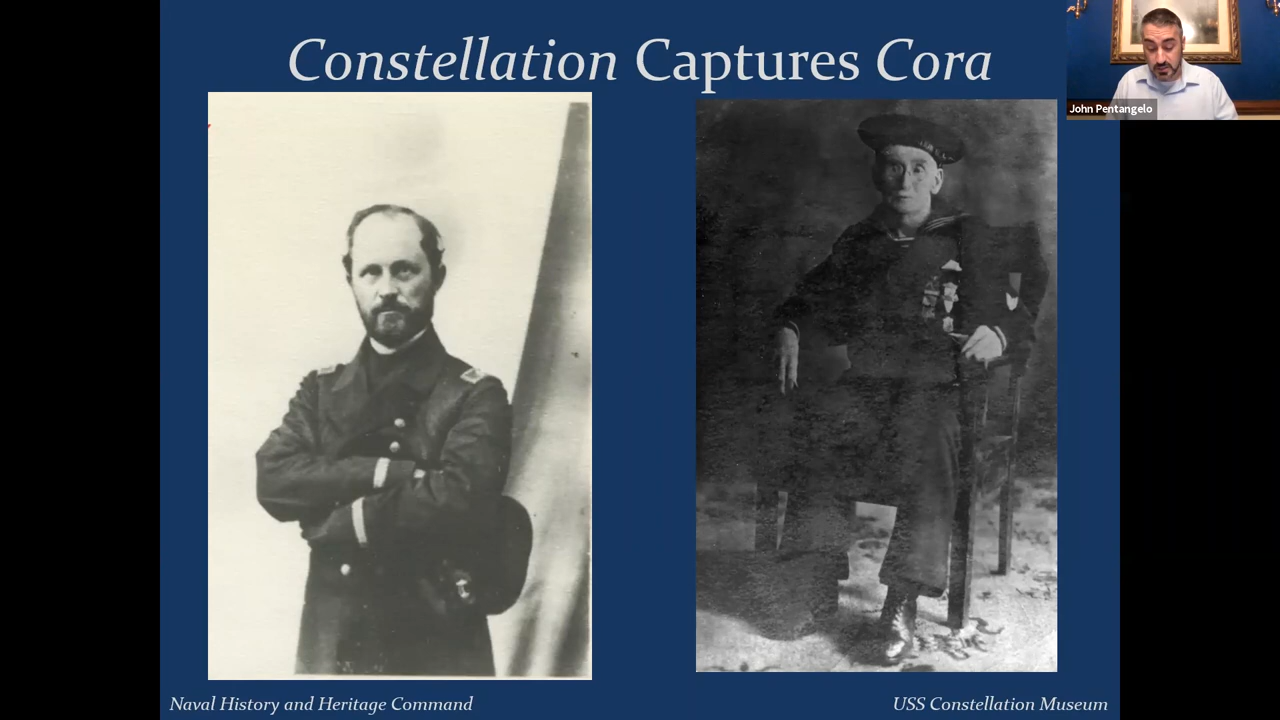 Constellation Captures Cora
John Pentangelo
Naval History and Heritage Command
USS Constellation Museum